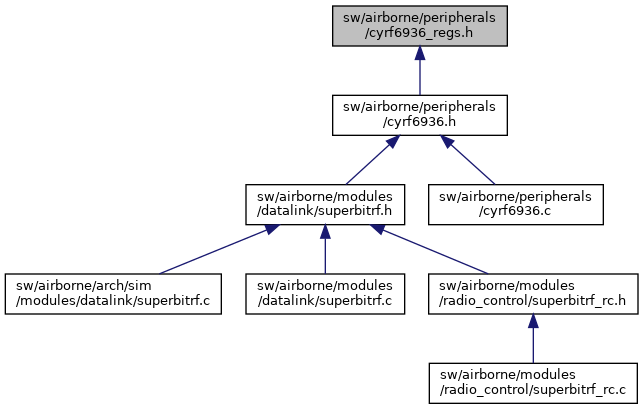 sw/airborne/peripherals
/cyrf6936_regs.h
sw/airborne/peripherals
/cyrf6936.h
sw/airborne/modules
/datalink/superbitrf.h
sw/airborne/peripherals
/cyrf6936.c
sw/airborne/arch/sim
/modules/datalink/superbitrf.c
sw/airborne/modules
/datalink/superbitrf.c
sw/airborne/modules
/radio_control/superbitrf_rc.h
sw/airborne/modules
/radio_control/superbitrf_rc.c